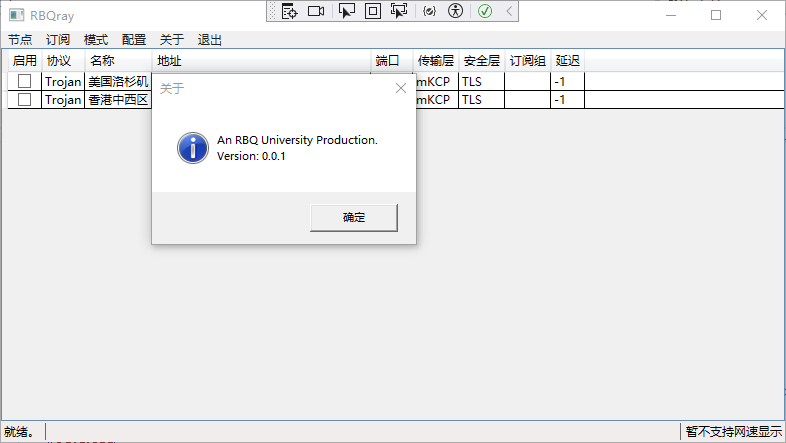 RBQray
节点 订阅 模式 配置 关于 退出
启用 协议 名称 地址 端口 传输层 安全层 订阅组 延迟
Trojan 美国洛杉矶 mKCP TLS -1
Trojan 香港中西区 mKCP TLS -1
关于
An RBQ University Production.
Version: 0.0.1
确定
就绪。 暂不支持网速显示